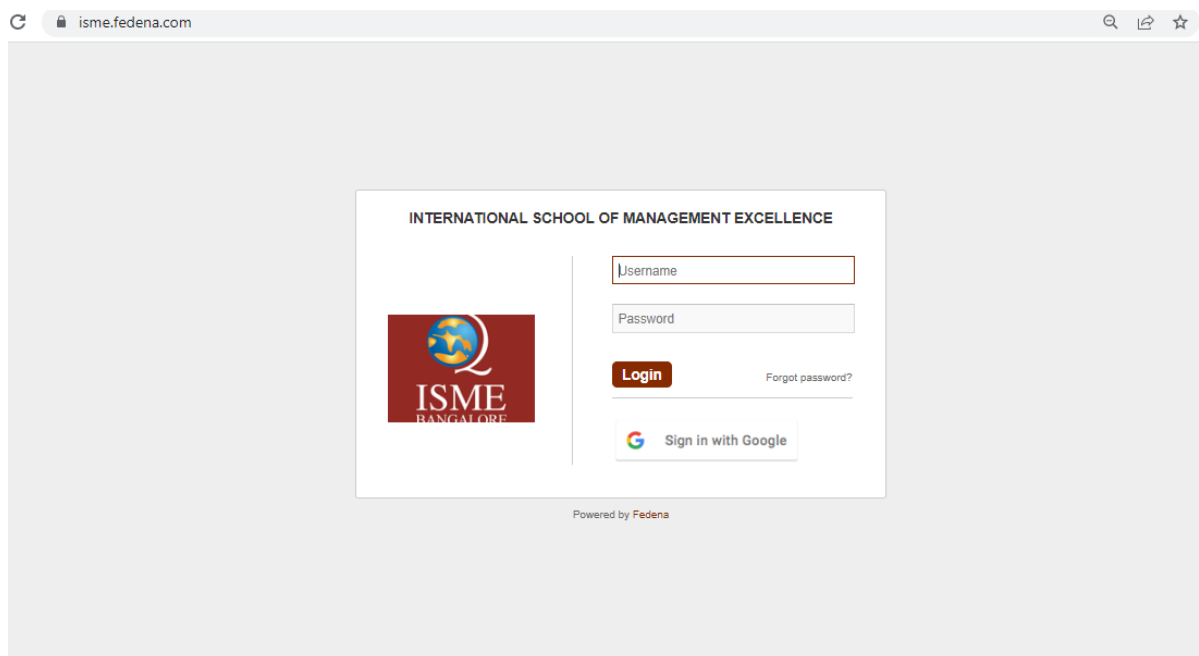 isme.fedena.com
INTERNATIONAL SCHOOL OF MANAGEMENT EXCELLENCE
Username
Password
Login
Forgot password?
ISME
BANGALORE
Sign in with Google
Powered by Fedena